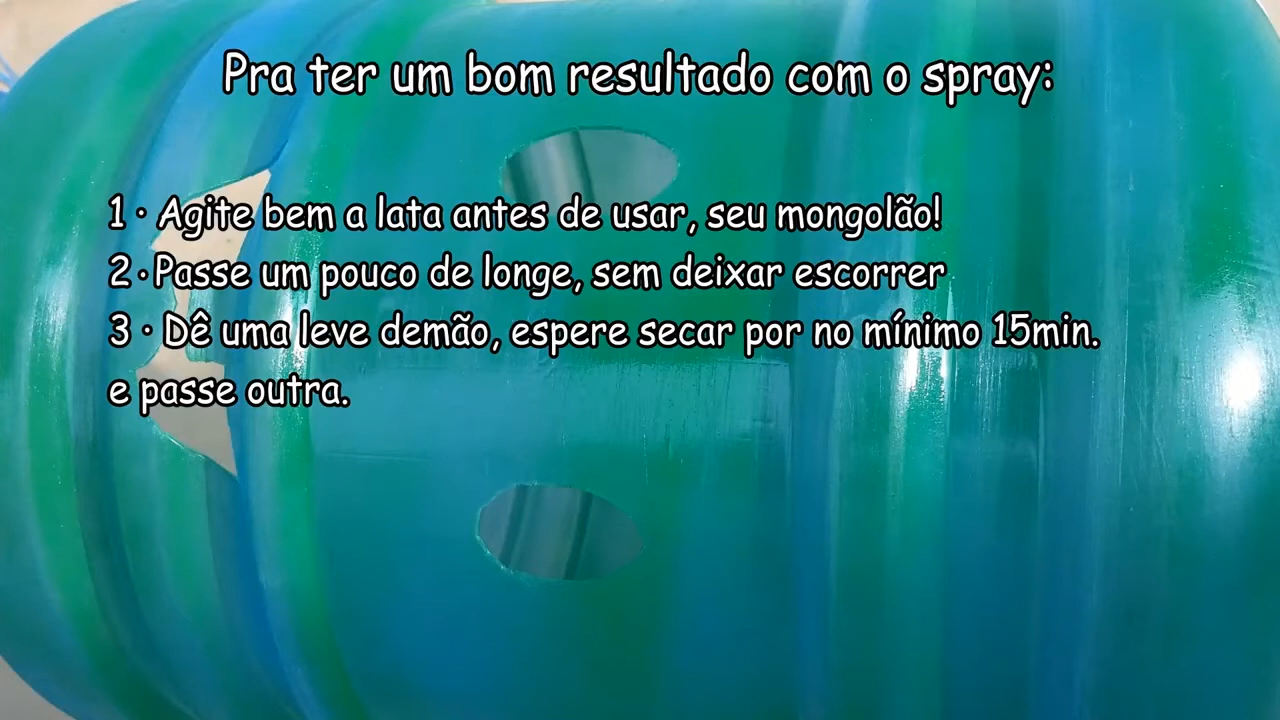 Pra ter um bom resultado com o spray:
1 · Agite bem a lata antes de usar, seu mongolão!
2 · Passe um pouco de longe, sem deixar escorrer
3 · Dê uma leve demão, espere secar por no mínimo 15min.
e passe outra.